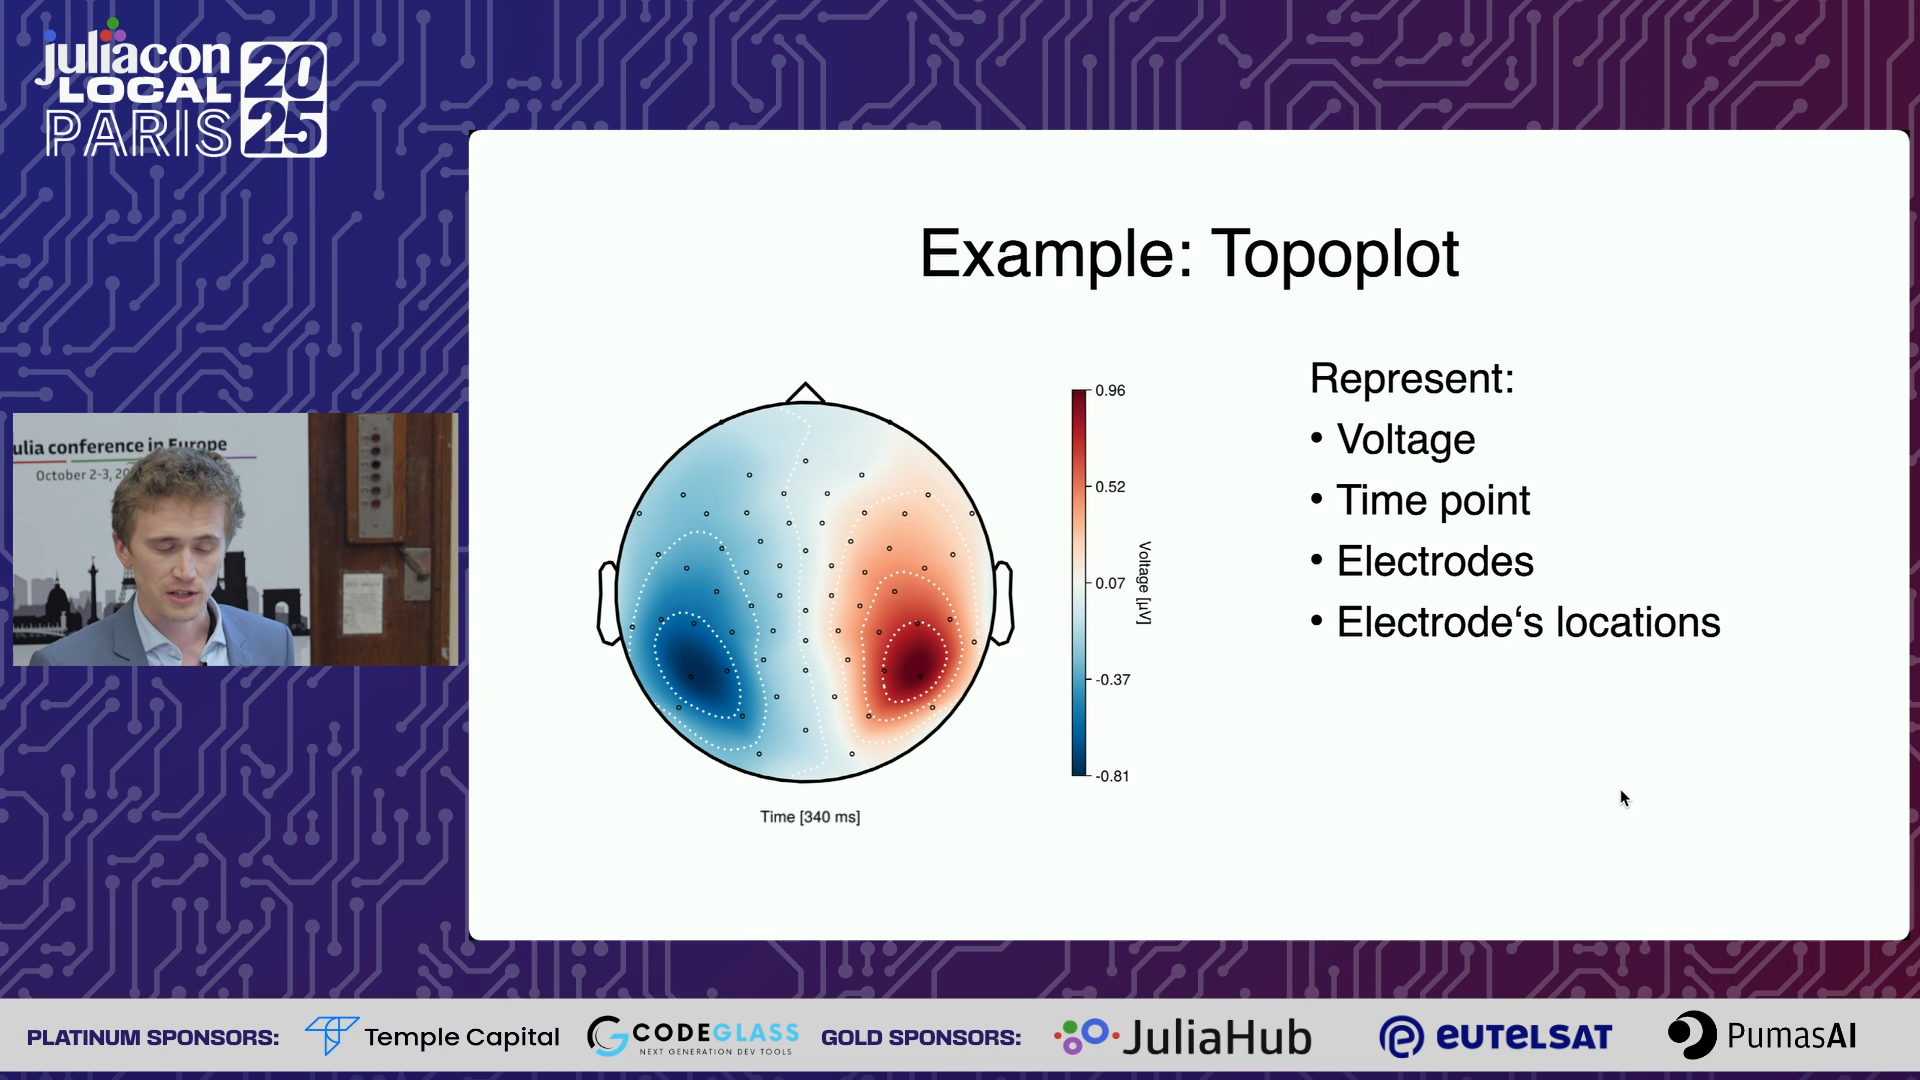 juliacon
LOCAL
PARIS
20
25
ulia conference in Europe
October 2-3, 20
Example: Topoplot
0.96
0.52
0.07
-0.37
-0.81
Voltage [µV]
Time [340 ms]
Represent:
• Voltage
• Time point
• Electrodes
• Electrode‘s locations
PLATINUM SPONSORS:
Temple Capital
CODEGLASS
NEXT GENERATION DEV TOOLS
GOLD SPONSORS:
JuliaHub
eUTELSAT
PumasAI